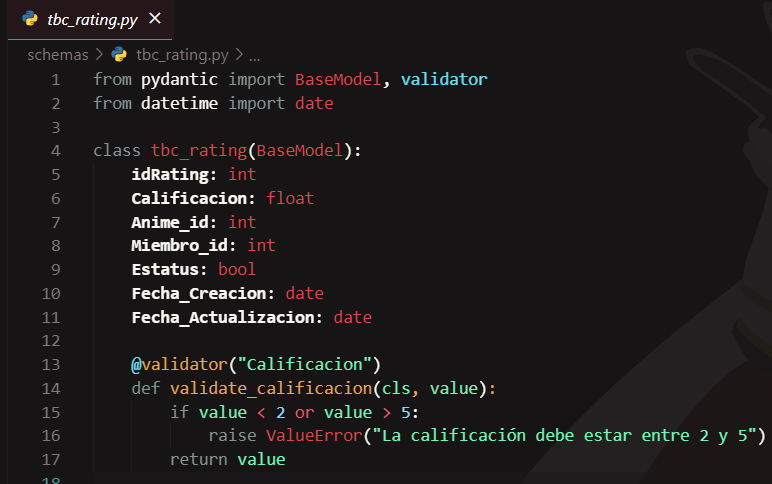 tbc_rating.py ×
schemas > tbc_rating.py > ...
1 from pydantic import BaseModel, validator
2 from datetime import date
3
4 class tbc_rating(BaseModel):
5 idRating: int
6 Calificacion: float
7 Anime_id: int
8 Miembro_id: int
9 Estatus: bool
10 Fecha_Creacion: date
11 Fecha_Actualizacion: date
12
13 @validator("Calificacion")
14 def validate_calificacion(cls, value):
15 if value < 2 or value > 5:
16 raise ValueError("La calificación debe estar entre 2 y 5")
17 return value
18